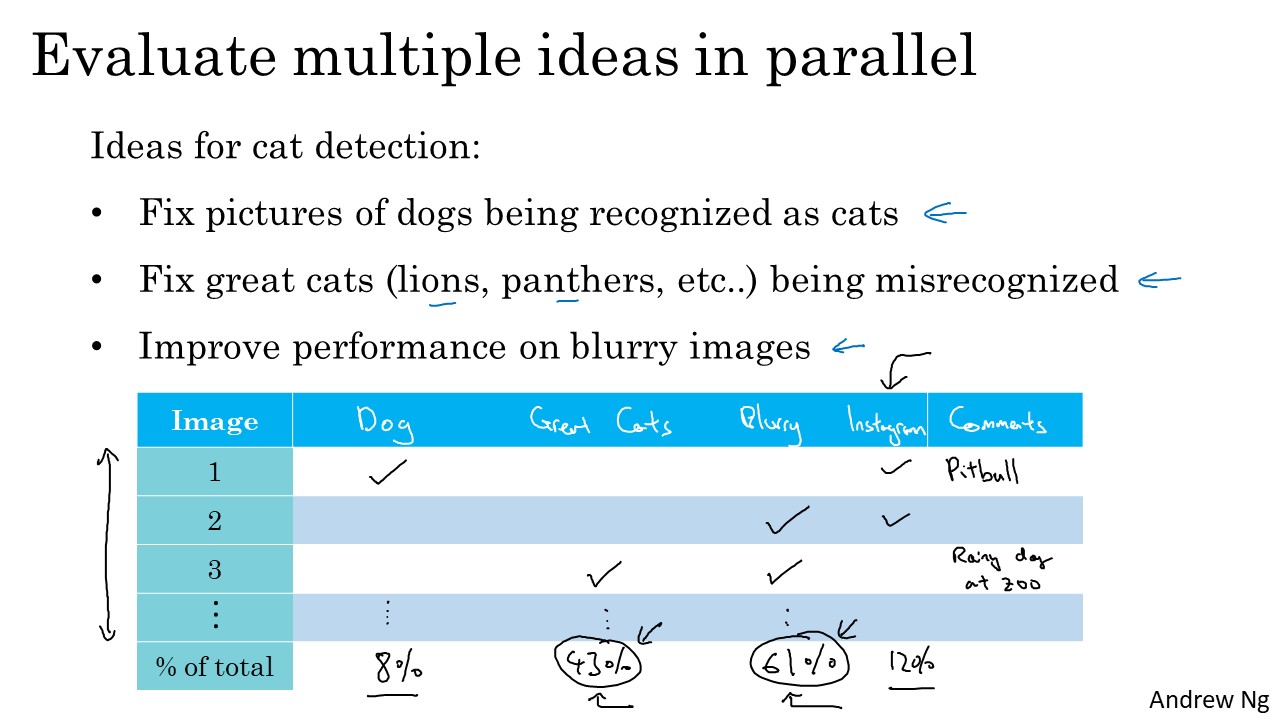 Evaluate multiple ideas in parallel
Ideas for cat detection:
• Fix pictures of dogs being recognized as cats
• Fix great cats (lions, panthers, etc..) being misrecognized
• Improve performance on blurry images
Image Dog Great Cats Blurry Instagram Comments
1 ✓ ✓ Pitbull
2 ✓ ✓
3 ✓ ✓ Rainy day at zoo
⋮ ⋮ ⋮ ⋮
% of total 8% 43% 61% 12%
Andrew Ng